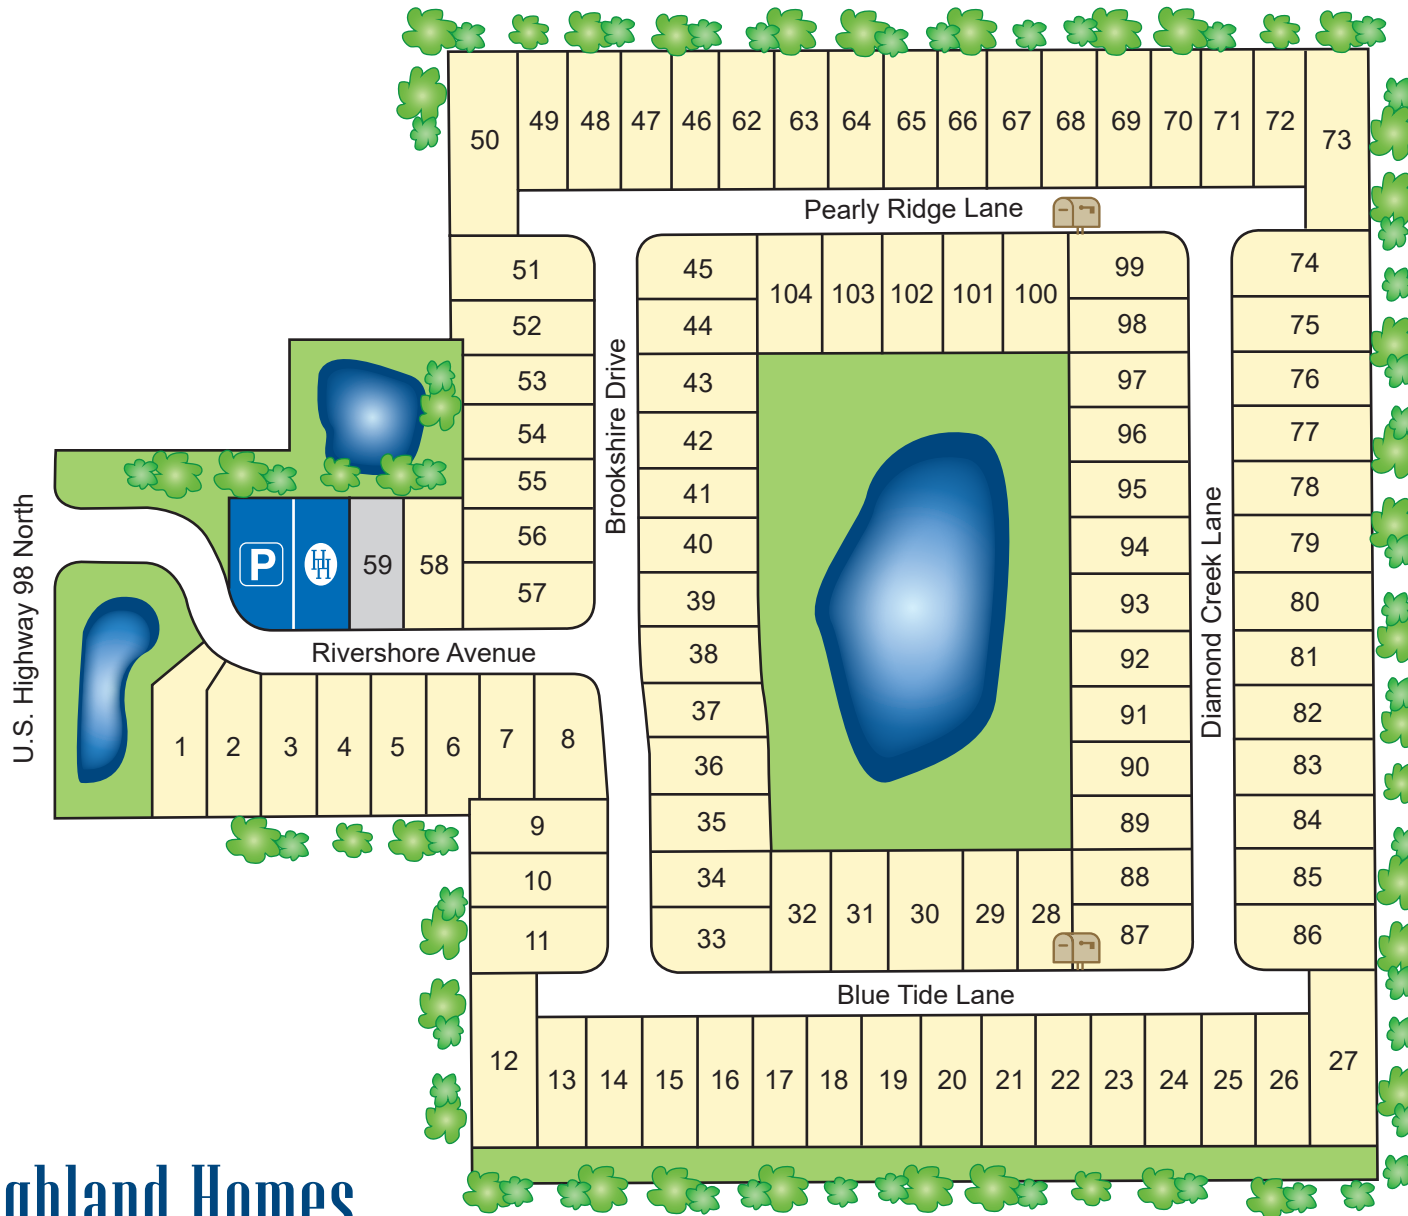 49 48 47 46 62 63 64 65 66 67 68 69 70 71 72
50 73
Pearly Ridge Lane
51 45 104 103 102 101 100 99 74
52 44 98 75
53 43 97 76
54 42 96 77
55 41 95 78
56 40 94 79
57 39 93 80
P HH 59 58
Brookshire Drive
Diamond Creek Lane
U.S. Highway 98 North
Rivershore Avenue
38 92 81
1 2 3 4 5 6 7 8 37 91 82
36 90 83
9 35 89 84
10 34 88 85
11 33 32 31 30 29 28 87 86
Blue Tide Lane
12 13 14 15 16 17 18 19 20 21 22 23 24 25 26 27
ghland Homes